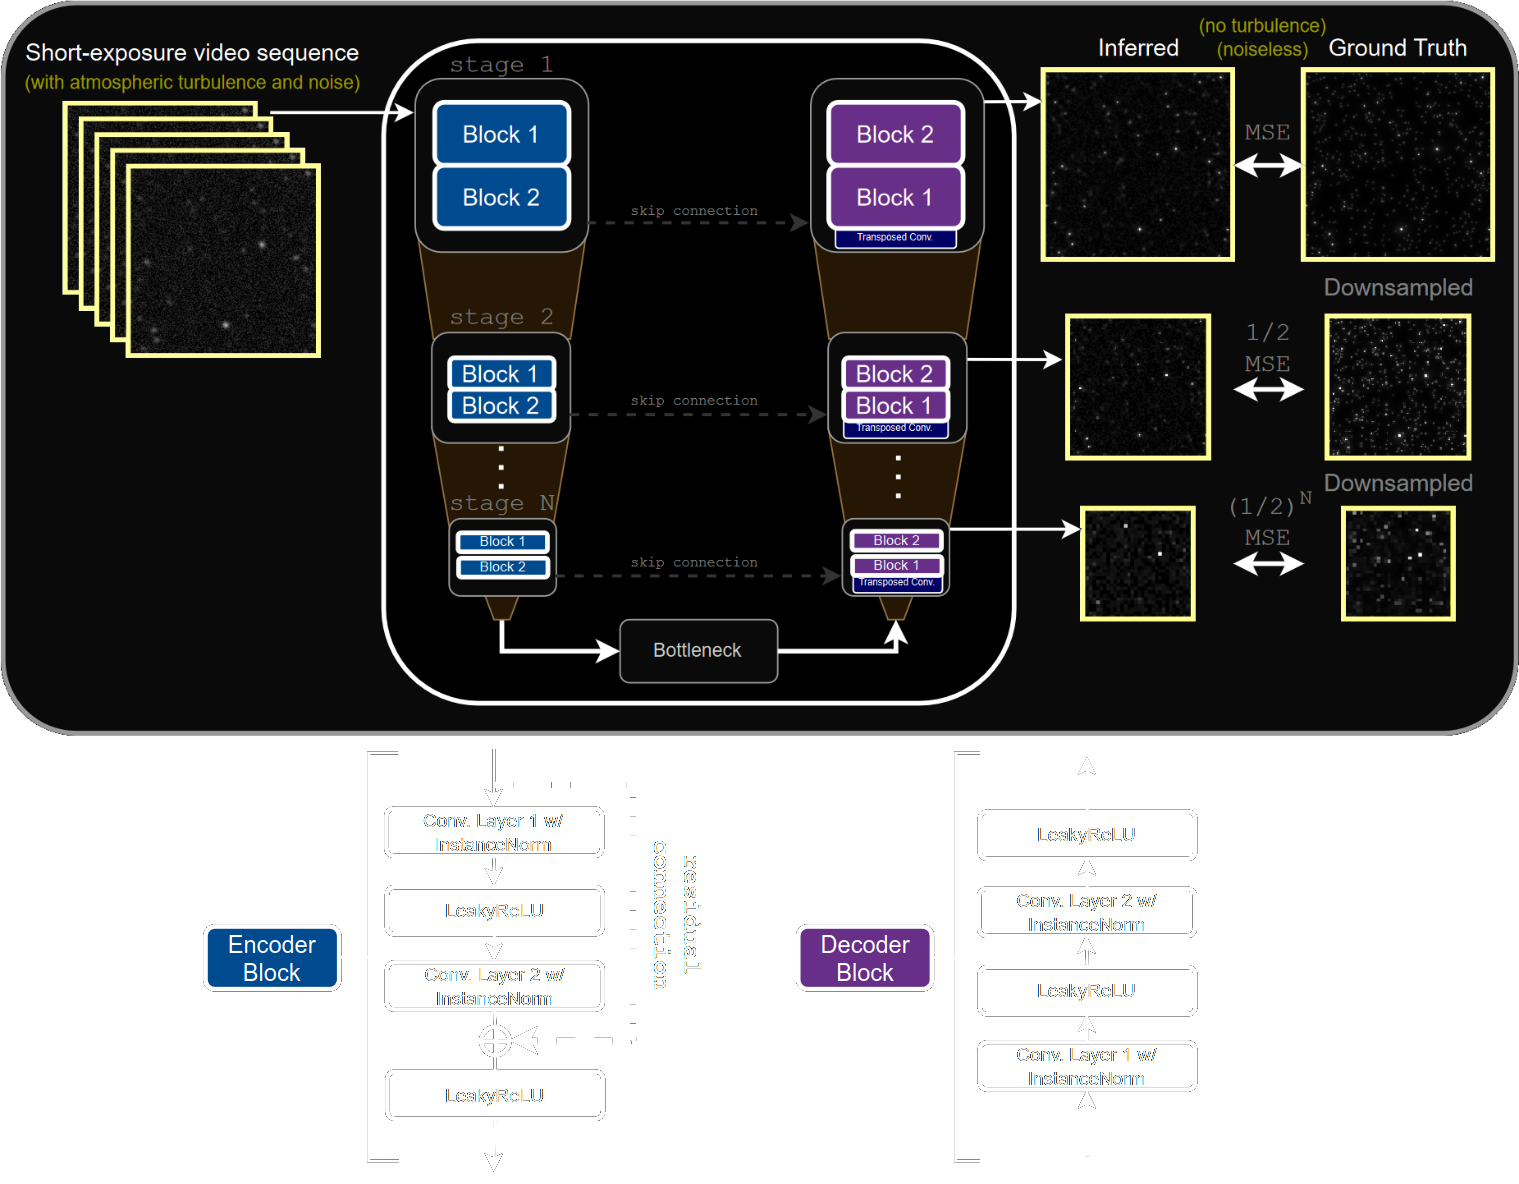 Short-exposure video sequence
(with atmospheric turbulence and noise)
stage 1
Block 1
Block 2
skip connection
Block 2
Block 1
Transposed Conv.
stage 2
Block 1
Block 2
skip connection
Block 2
Block 1
Transposed Conv.
stage N
Block 1
Block 2
skip connection
Block 2
Block 1
Transposed Conv.
Bottleneck
(no turbulence)
(noiseless)
Inferred
Ground Truth
MSE
Downsampled
1/2
MSE
Downsampled
(1/2)^N
MSE
Encoder
Block
Conv. Layer 1 w/
InstanceNorm
LeakyReLU
Conv. Layer 2 w/
InstanceNorm
LeakyReLU
residual
connection
Decoder
Block
LeakyReLU
Conv. Layer 2 w/
InstanceNorm
LeakyReLU
Conv. Layer 1 w/
InstanceNorm